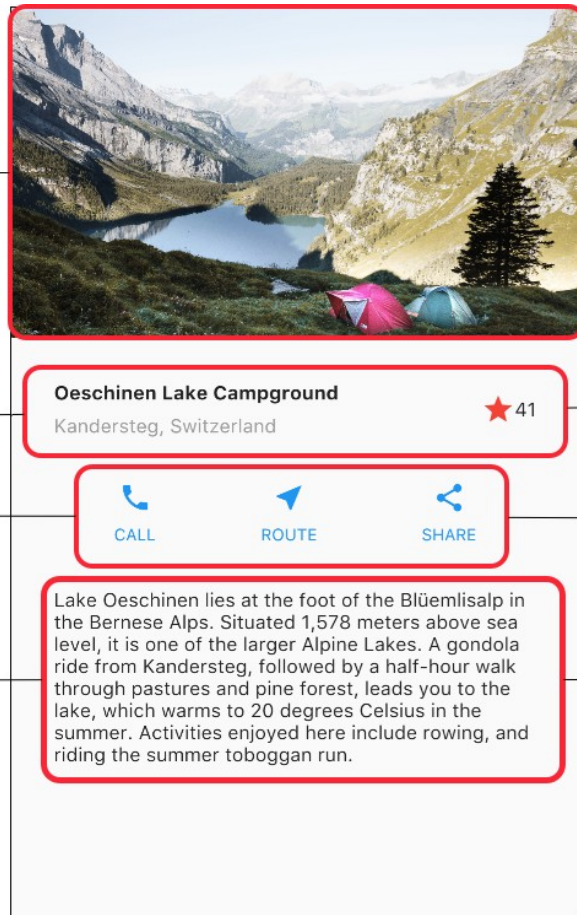 Oeschinen Lake Campground
Kandersteg, Switzerland
41
CALL
ROUTE
SHARE
Lake Oeschinen lies at the foot of the Blüemlisalp in
the Bernese Alps. Situated 1,578 meters above sea
level, it is one of the larger Alpine Lakes. A gondola
ride from Kandersteg, followed by a half-hour walk
through pastures and pine forest, leads you to the
lake, which warms to 20 degrees Celsius in the
summer. Activities enjoyed here include rowing, and
riding the summer toboggan run.